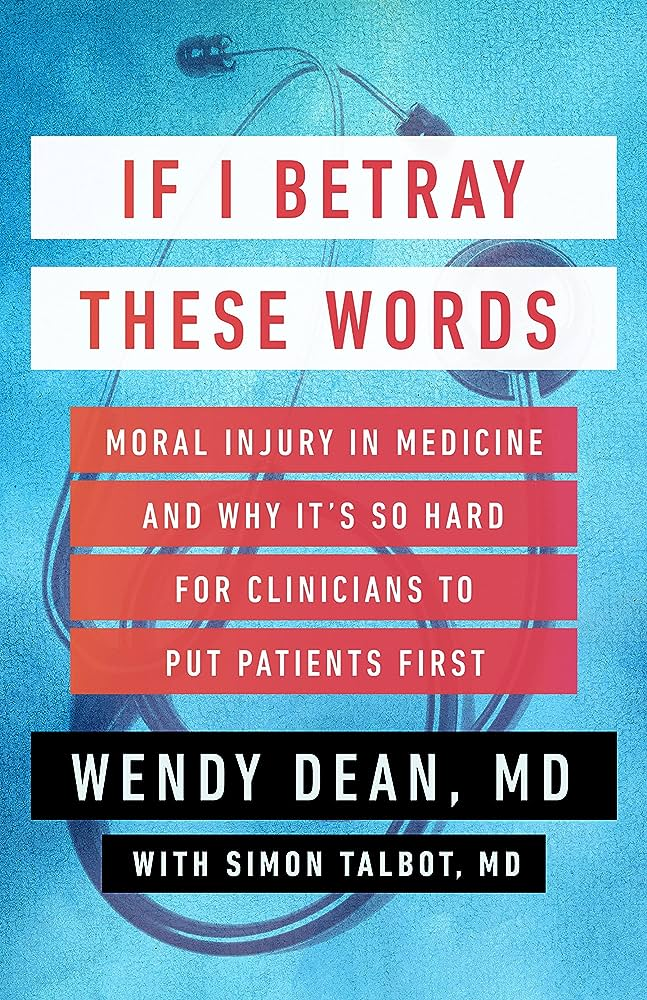 IF I BETRAY
THESE WORDS
MORAL INJURY IN MEDICINE
AND WHY IT'S SO HARD
FOR CLINICIANS TO
PUT PATIENTS FIRST
WENDY DEAN, MD
WITH SIMON TALBOT, MD